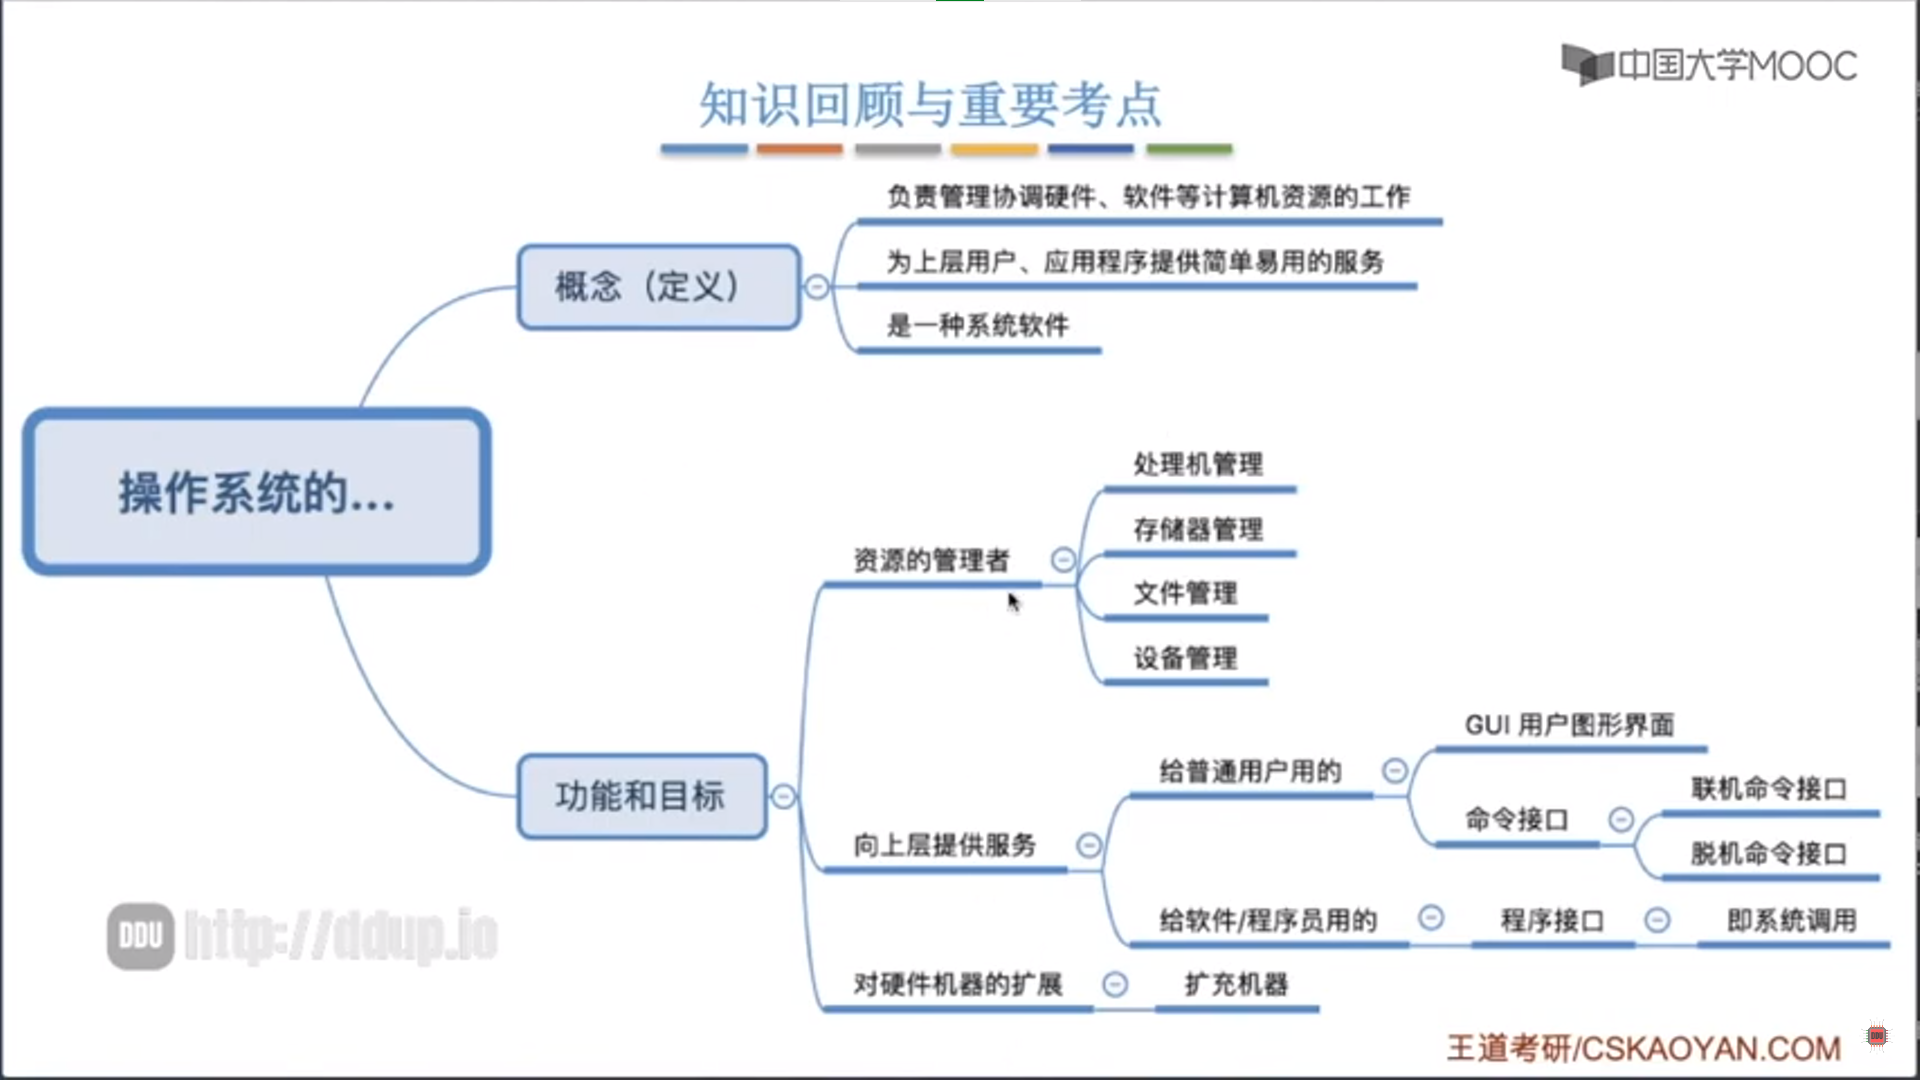 中国大学MOOC
知识回顾与重要考点
负责管理协调硬件、软件等计算机资源的工作
概念（定义）
为上层用户、应用程序提供简单易用的服务
是一种系统软件
操作系统的...
处理机管理
存储器管理
资源的管理者
文件管理
设备管理
GUI 用户图形界面
给普通用户用的
联机命令接口
命令接口
脱机命令接口
功能和目标
向上层提供服务
给软件/程序员用的
程序接口
即系统调用
对硬件机器的扩展
扩充机器
DDU http://ddup.io
王道考研/CSKAOYAN.COM